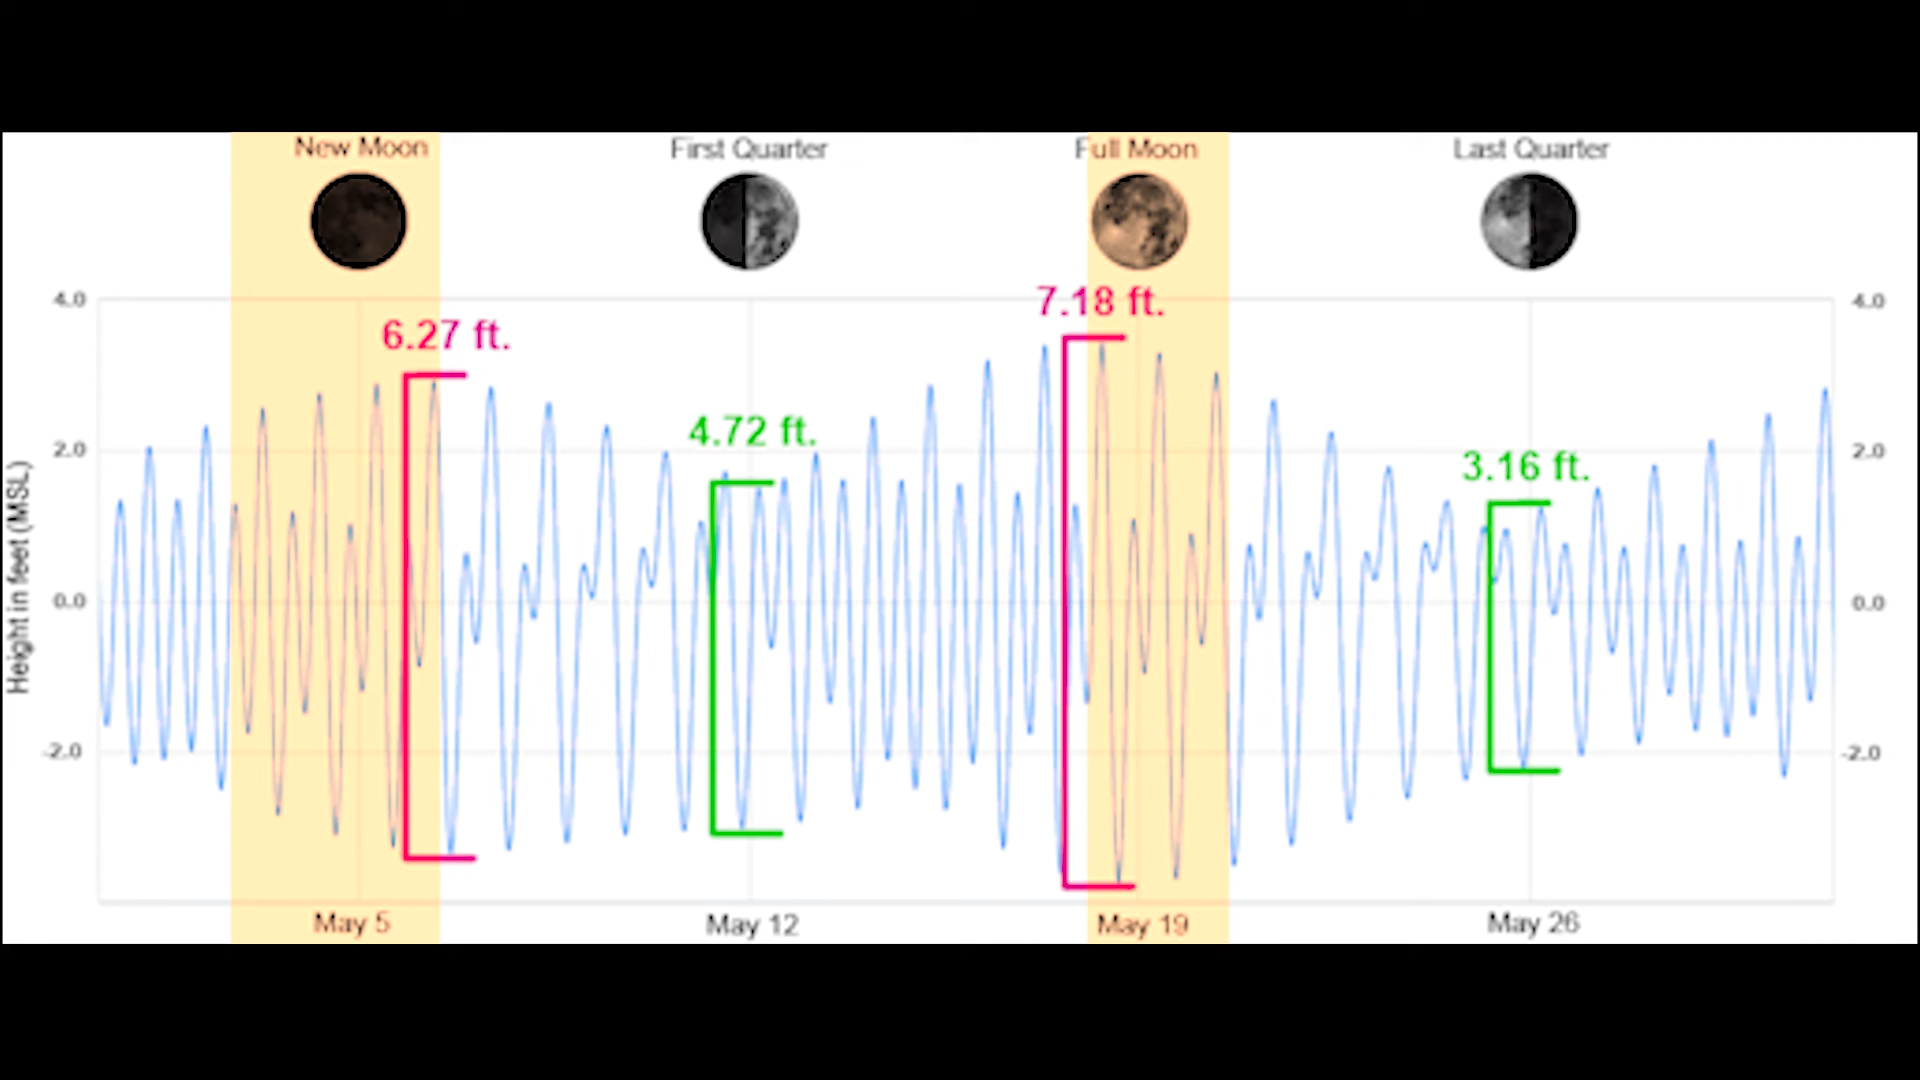 New Moon
First Quarter
Full Moon
Last Quarter
4.0
7.18 ft.
4.0
6.27 ft.
4.72 ft.
2.0
3.16 ft.
2.0
Height in feet (MSL)
0.0
0.0
-2.0
-2.0
May 5
May 12
May 19
May 26